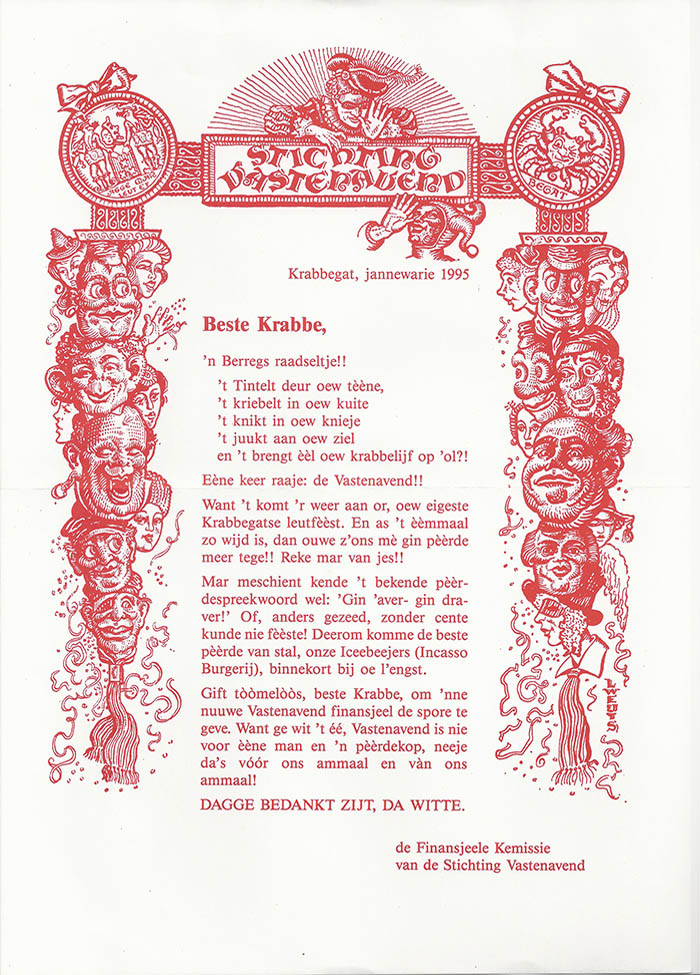 STICHTING
VASTENAVEND
BEGAT
Krabbegat, jannewarie 1995
Beste Krabbe,
’n Berregs raadseltje!!
’t Tintelt deur oew tèène,
’t kriebelt in oew kuite
’t knikt in oew knieje
’t juukt aan oew ziel
en ’t brengt èèl oew krabbelijf op ’ol?!
Eène keer raaje: de Vastenavend!!
Want ’t komt ’r weer aan or, oew eigeste
Krabbegatse leutfèèst. En as ’t èèmmaal
zo wijd is, dan ouwe z’ons mè gin pèèrde
meer tege!! Reke mar van jes!!
Mar meschient kende ’t bekende pèèr-
despreekwoord wel: ’Gin ’aver- gin dra-
ver!’ Of, anders gezeed, zonder cente
kunde nie fèèste! Deerom komme de beste
pèèrde van stal, onze Iceebeejers (Incasso
Burgerij), binnekort bij oe l’engst.
Gift tòòmelòòs, beste Krabbe, om ’nne
nuuwe Vastenavend finansjeel de spore te
geve. Want ge wit ’t éé, Vastenavend is nie
voor èène man en ’n pèèrdekop, neeje
da’s vóór ons ammaal en vàn ons
ammaal!
DAGGE BEDANKT ZIJT, DA WITTE.
de Finansjeele Kemissie
van de Stichting Vastenavend
L. WEIJTS